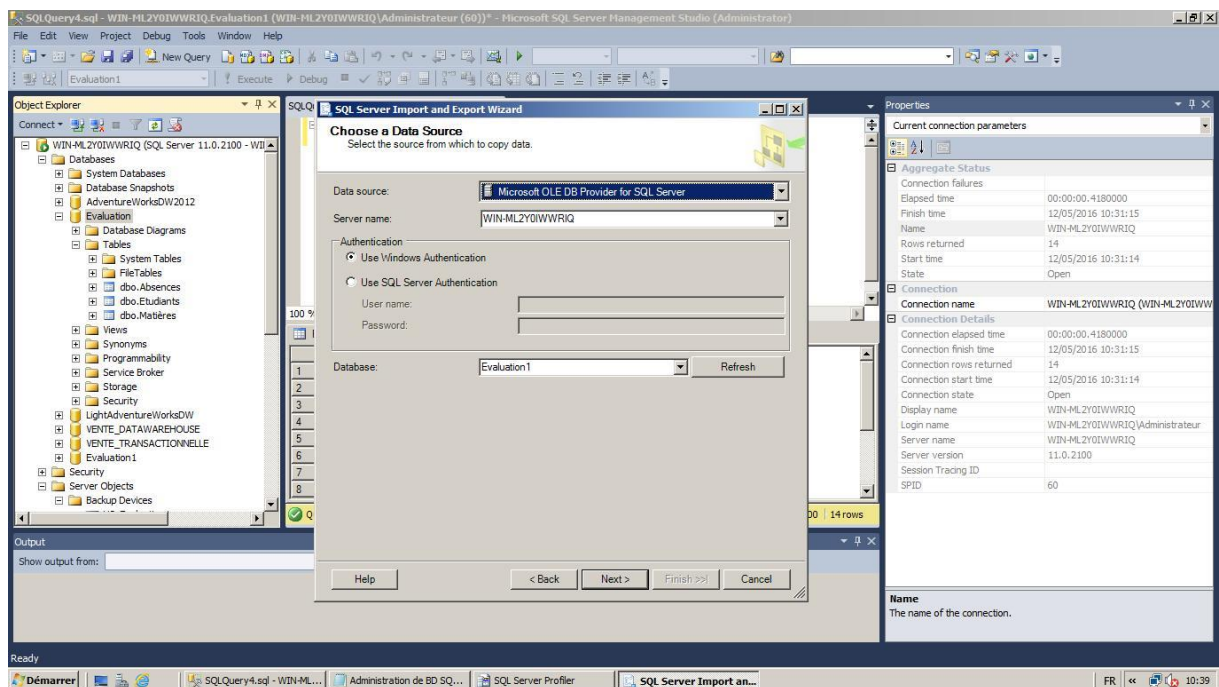 SQLQuery4.sql - WIN-ML2Y0IWWRIQ.Evaluation1 (WIN-ML2Y0IWWRIQ\Administrateur (60))* - Microsoft SQL Server Management Studio (Administrator)
File Edit View Project Debug Tools Window Help
New Query
Evaluation1 Execute Debug
Object Explorer
Connect
WIN-ML2Y0IWWRIQ (SQL Server 11.0.2100 - WI
Databases
System Databases
Database Snapshots
AdventureWorksDW2012
Evaluation
Database Diagrams
Tables
System Tables
FileTables
dbo.Absences
dbo.Etudiants
dbo.Matières
Views
Synonyms
Programmability
Service Broker
Storage
Security
LightAdventureWorksDW
VENTE_DATAWAREHOUSE
VENTE_TRANSACTIONNELLE
Evaluation1
Security
Server Objects
Backup Devices
SQLQ
100 %
1
2
3
4
5
6
7
8
00 14 rows
SQL Server Import and Export Wizard
Choose a Data Source
Select the source from which to copy data.
Data source: Microsoft OLE DB Provider for SQL Server
Server name: WIN-ML2Y0IWWRIQ
Authentication
Use Windows Authentication
Use SQL Server Authentication
User name:
Password:
Database: Evaluation1 Refresh
Help < Back Next > Finish >>| Cancel
Properties
Current connection parameters
Aggregate Status
Connection failures
Elapsed time 00:00:00.4180000
Finish time 12/05/2016 10:31:15
Name WIN-ML2Y0IWWRIQ
Rows returned 14
Start time 12/05/2016 10:31:14
State Open
Connection
Connection name WIN-ML2Y0IWWRIQ (WIN-ML2Y0IWW
Connection Details
Connection elapsed time 00:00:00.4180000
Connection finish time 12/05/2016 10:31:15
Connection rows returned 14
Connection start time 12/05/2016 10:31:14
Connection state Open
Display name WIN-ML2Y0IWWRIQ
Login name WIN-ML2Y0IWWRIQ\Administrateur
Server name WIN-ML2Y0IWWRIQ
Server version 11.0.2100
Session Tracing ID
SPID 60
Name
The name of the connection.
Output
Show output from:
Ready
Démarrer SQLQuery4.sql - WIN-ML... Administration de BD SQ... SQL Server Profiler SQL Server Import an... FR « 10:39